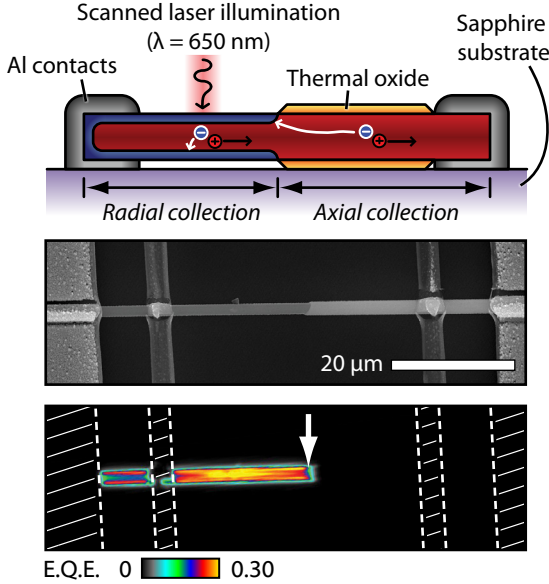 Scanned laser illumination
(λ = 650 nm)
Sapphire
substrate
Al contacts
Thermal oxide
Radial collection
Axial collection
20 μm
E.Q.E. 0 0.30